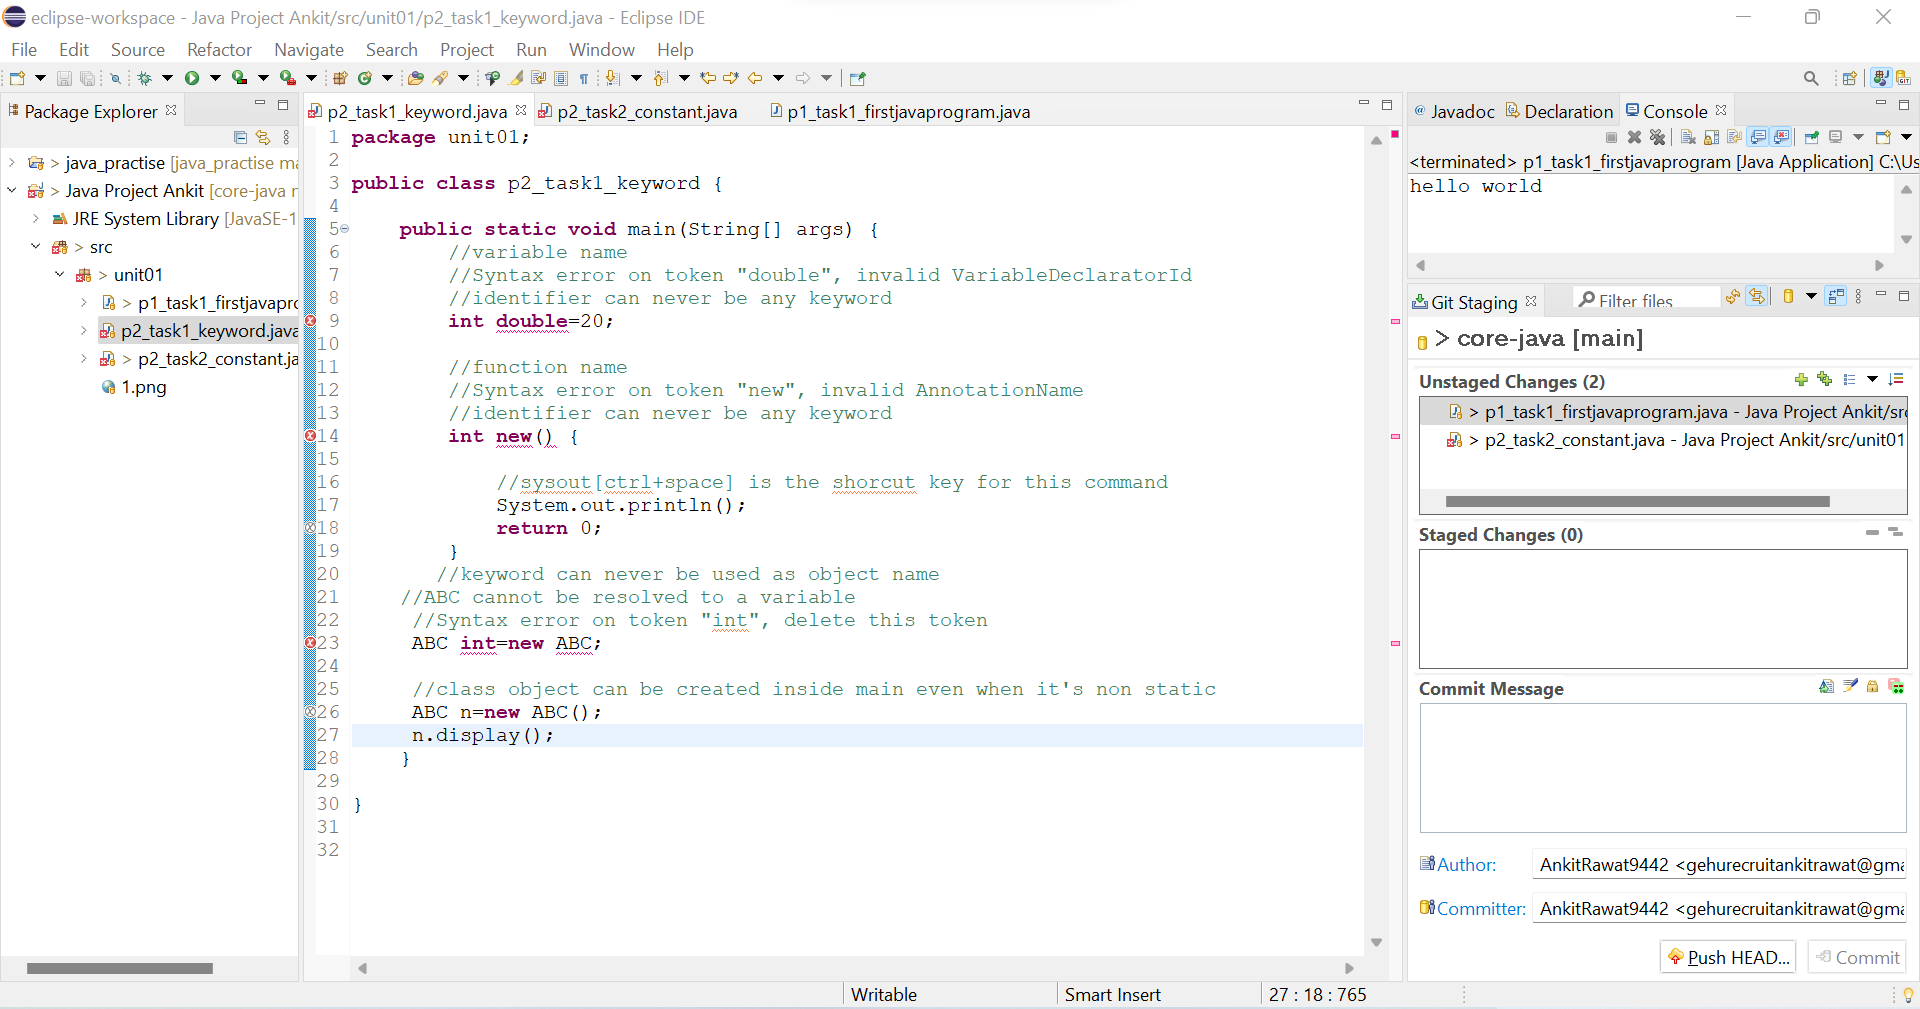 eclipse-workspace - Java Project Ankit/src/unit01/p2_task1_keyword.java - Eclipse IDE
File Edit Source Refactor Navigate Search Project Run Window Help
Package Explorer
> java_practise [java_practise ma
> Java Project Ankit [core-java r
JRE System Library [JavaSE-1
> src
> unit01
> p1_task1_firstjavapro
p2_task1_keyword.java
> p2_task2_constant.ja
1.png
p2_task1_keyword.java p2_task2_constant.java p1_task1_firstjavaprogram.java
1 package unit01;
2
3 public class p2_task1_keyword {
4
5 public static void main(String[] args) {
6 //variable name
7 //Syntax error on token "double", invalid VariableDeclaratorId
8 //identifier can never be any keyword
9 int double=20;
10
11 //function name
12 //Syntax error on token "new", invalid AnnotationName
13 //identifier can never be any keyword
14 int new() {
15
16 //sysout[ctrl+space] is the shorcut key for this command
17 System.out.println();
18 return 0;
19 }
20 //keyword can never be used as object name
21 //ABC cannot be resolved to a variable
22 //Syntax error on token "int", delete this token
23 ABC int=new ABC;
24
25 //class object can be created inside main even when it's non static
26 ABC n=new ABC();
27 n.display();
28 }
29
30 }
31
32
Javadoc Declaration Console
<terminated> p1_task1_firstjavaprogram [Java Application] C:\Us
hello world
Git Staging Filter files
> core-java [main]
Unstaged Changes (2)
> p1_task1_firstjavaprogram.java - Java Project Ankit/src
> p2_task2_constant.java - Java Project Ankit/src/unit01
Staged Changes (0)
Commit Message
Author: AnkitRawat9442 <gehurecruitankitrawat@gma
Committer: AnkitRawat9442 <gehurecruitankitrawat@gma
Push HEAD... Commit
Writable Smart Insert 27 : 18 : 765